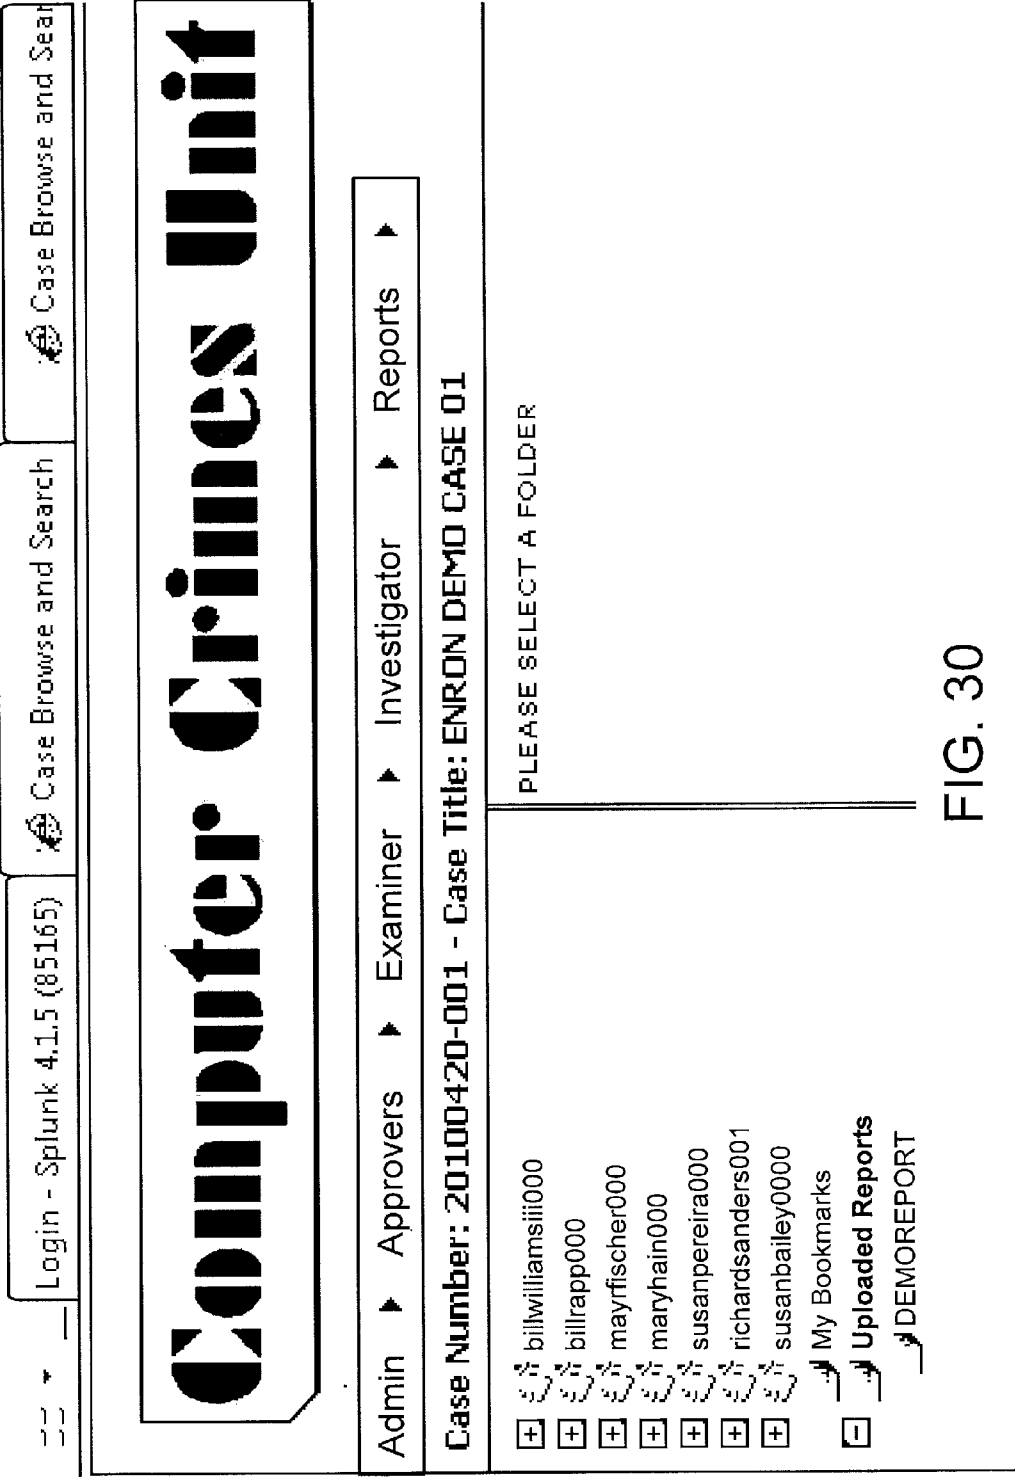 Login - Splunk 4.1.5 (85165) Case Browse and Search Case Browse and Sear
Computer Crimes Unit
Admin Approvers Examiner Investigator Reports
Case Number: 20100420-001 - Case Title: ENRON DEMO CASE 01
billwilliamsiii000
billrapp000
mayrfischer000
maryhain000
susanpereira000
richardsanders001
susanbailey0000
My Bookmarks
Uploaded Reports
DEMOREPORT
PLEASE SELECT A FOLDER
FIG. 30